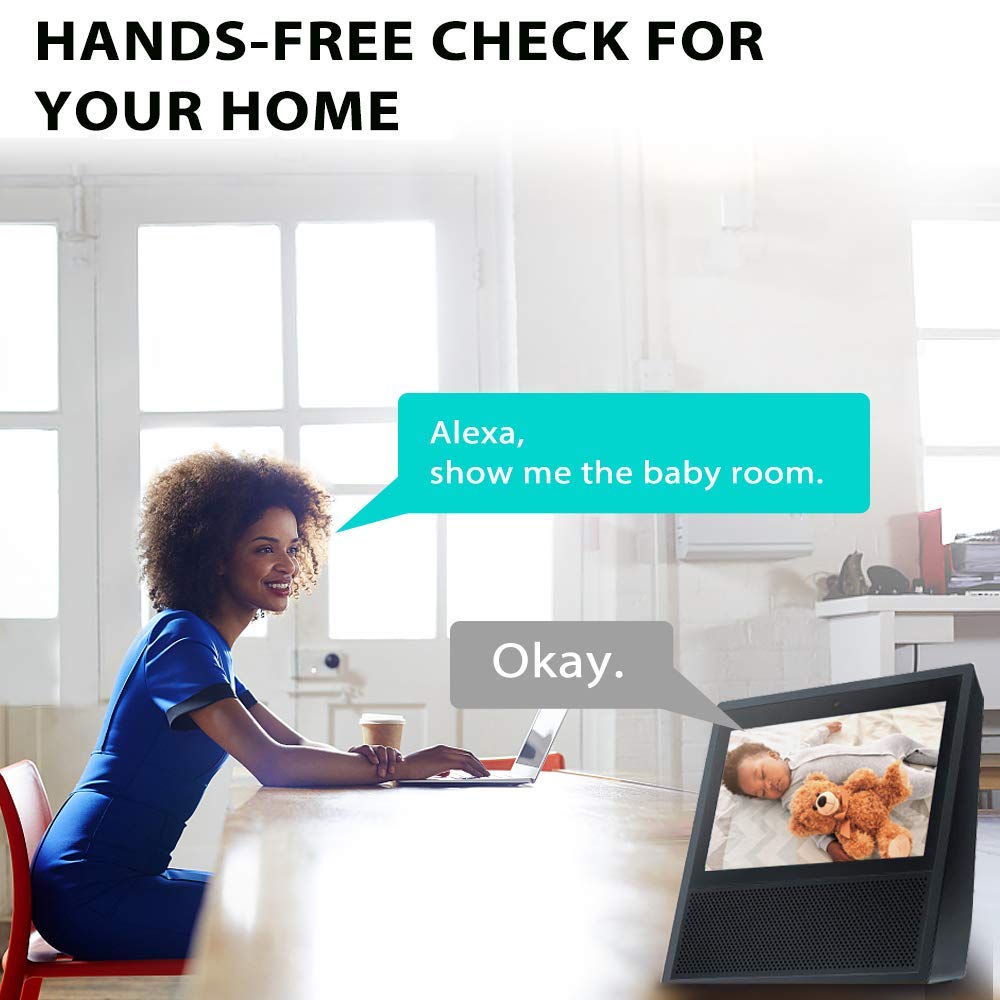 HANDS-FREE CHECK FOR
YOUR HOME
Alexa,
show me the baby room.
Okay.